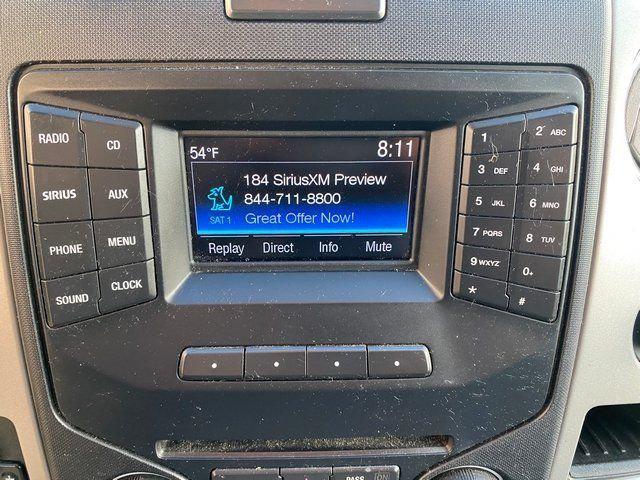 54°F 8:11
184 SiriusXM Preview
844-711-8800
SAT 1 Great Offer Now!
Replay Direct Info Mute
RADIO CD
SIRIUS AUX
PHONE MENU
SOUND CLOCK
1 2 ABC
3 DEF 4 GHI
5 JKL 6 MNO
7 PQRS 8 TUV
9 WXYZ 0+
* #
PASS